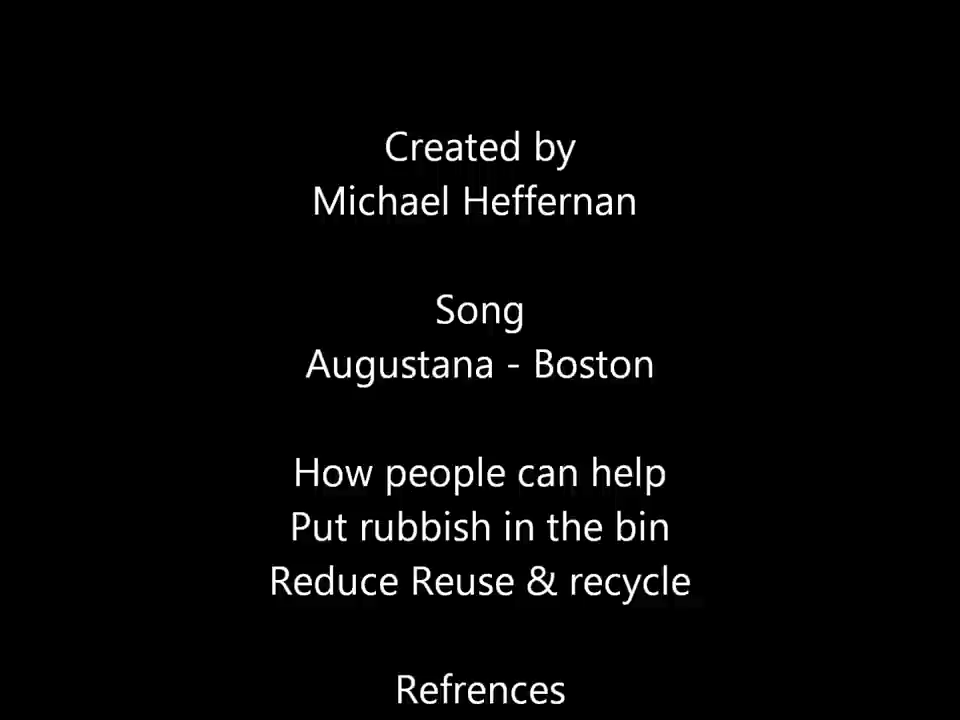 Created by
Michael Heffernan
Song
Augustana - Boston
How people can help
Put rubbish in the bin
Reduce Reuse & recycle
Refrences